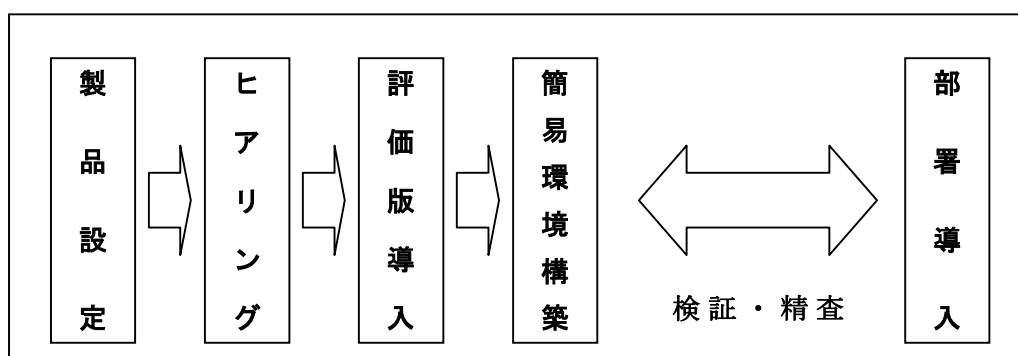 製品設定
ヒアリング
評価版導入
簡易環境構築
検証・精査
部署導入